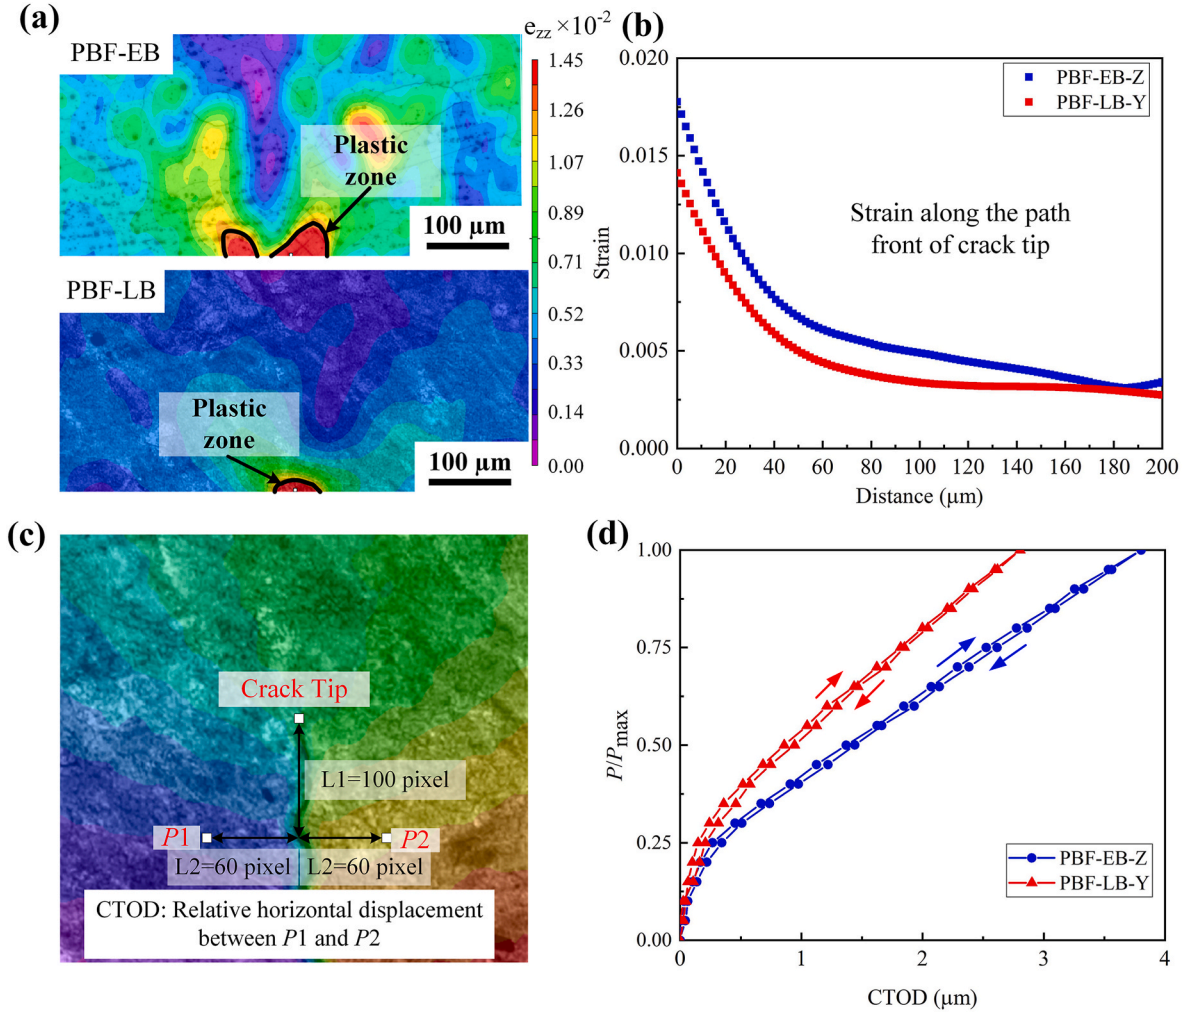 (a)
PBF-EB
Plastic
zone
100 μm
PBF-LB
Plastic
zone
100 μm
e_zz ×10⁻²
1.45
1.26
1.07
0.89
0.71
0.52
0.33
0.14
0.00
(b)
0.020
0.015
0.010
0.005
0.000
Strain
PBF-EB-Z
PBF-LB-Y
Strain along the path
front of crack tip
0 20 40 60 80 100 120 140 160 180 200
Distance (μm)
(c)
Crack Tip
L1=100 pixel
P1
P2
L2=60 pixel
L2=60 pixel
CTOD: Relative horizontal displacement
between P1 and P2
(d)
1.00
0.75
0.50
0.25
0.00
P/Pmax
PBF-EB-Z
PBF-LB-Y
0 1 2 3 4
CTOD (μm)